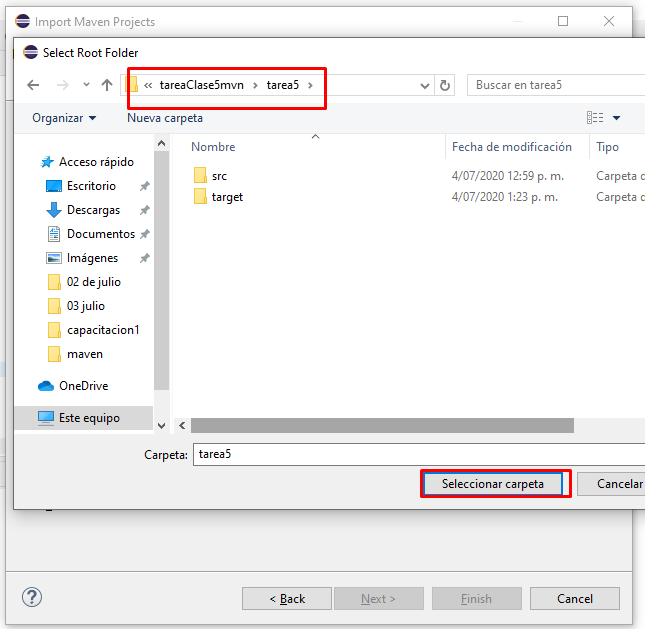 Import Maven Projects
Select Root Folder
« tareaClase5mvn > tarea5 >
Buscar en tarea5
Organizar
Nueva carpeta
Nombre
Fecha de modificación
Tipo
Acceso rápido
Escritorio
Descargas
Documentos
Imágenes
02 de julio
03 julio
capacitacion1
maven
OneDrive
Este equipo
src
4/07/2020 12:59 p. m.
Carpeta d
target
4/07/2020 1:23 p. m.
Carpeta d
Carpeta:
tarea5
Seleccionar carpeta
Cancelar
?
< Back
Next >
Finish
Cancel